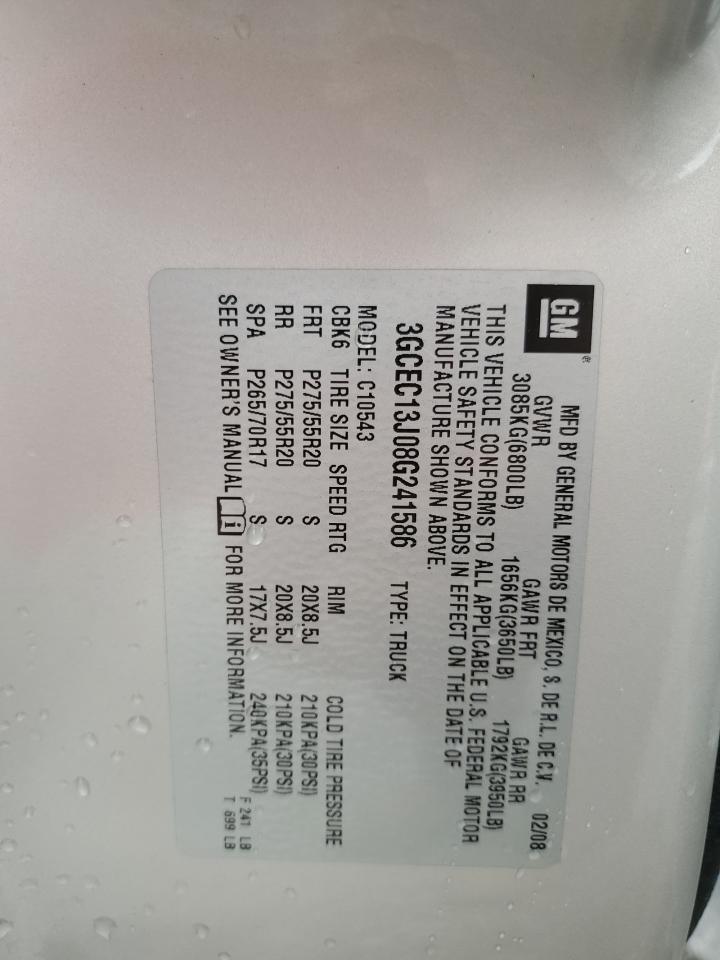 GM®
MFD BY GENERAL MOTORS DE MEXICO, S. DE R.L. DE C.V. 02/08
GVWR GAWR FRT GAWR RR
3085KG(6800LB) 1656KG(3650LB) 1792KG(3950LB)
THIS VEHICLE CONFORMS TO ALL APPLICABLE U.S. FEDERAL MOTOR
VEHICLE SAFETY STANDARDS IN EFFECT ON THE DATE OF
MANUFACTURE SHOWN ABOVE.
3GCEC13J08G241586 TYPE: TRUCK
MODEL: C10543
CBK6 TIRE SIZE SPEED RTG RIM COLD TIRE PRESSURE
FRT P275/55R20 S 20X8.5J 210KPA(30PSI)
RR P275/55R20 S 20X8.5J 210KPA(30PSI)
SPA P265/70R17 S 17X7.5J 240KPA(35PSI)
SEE OWNER'S MANUAL i FOR MORE INFORMATION.
F 241 LB
T 699 LB